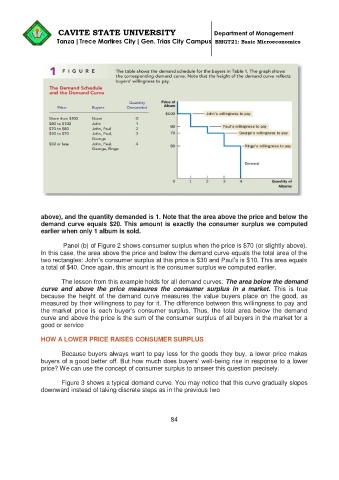 CAVITE STATE UNIVERSITY
Department of Management
Tanza |Trece Martires City | Gen. Trias City Campus
BMGT21: Basic Microeconomics
1 FIGURE
The table shows the demand schedule for the buyers in Table 1. The graph shows
the corresponding demand curve. Note that the height of the demand curve reflects
buyers' willingness to pay.
The Demand Schedule
and the Demand Curve
Price
Buyers
Quantity
Demanded
More than $100 None 0
$80 to $100 John 1
$70 to $80 John, Paul 2
$50 to $70 John, Paul, 3
George
$50 or less John, Paul, 4
George, Ringo
Price of
Album
$100
John's willingness to pay
80
Paul's willingness to pay
70
George's willingness to pay
50
Ringo's willingness to pay
Demand
0 1 2 3 4
Quantity of
Albums
above), and the quantity demanded is 1. Note that the area above the price and below the
demand curve equals $20. This amount is exactly the consumer surplus we computed
earlier when only 1 album is sold.
Panel (b) of Figure 2 shows consumer surplus when the price is $70 (or slightly above).
In this case, the area above the price and below the demand curve equals the total area of the
two rectangles: John's consumer surplus at this price is $30 and Paul's is $10. This area equals
a total of $40. Once again, this amount is the consumer surplus we computed earlier.
The lesson from this example holds for all demand curves: The area below the demand
curve and above the price measures the consumer surplus in a market. This is true
because the height of the demand curve measures the value buyers place on the good, as
measured by their willingness to pay for it. The difference between this willingness to pay and
the market price is each buyer's consumer surplus. Thus, the total area below the demand
curve and above the price is the sum of the consumer surplus of all buyers in the market for a
good or service
HOW A LOWER PRICE RAISES CONSUMER SURPLUS
Because buyers always want to pay less for the goods they buy, a lower price makes
buyers of a good better off. But how much does buyers' well-being rise in response to a lower
price? We can use the concept of consumer surplus to answer this question precisely.
Figure 3 shows a typical demand curve. You may notice that this curve gradually slopes
downward instead of taking discrete steps as in the previous two
84